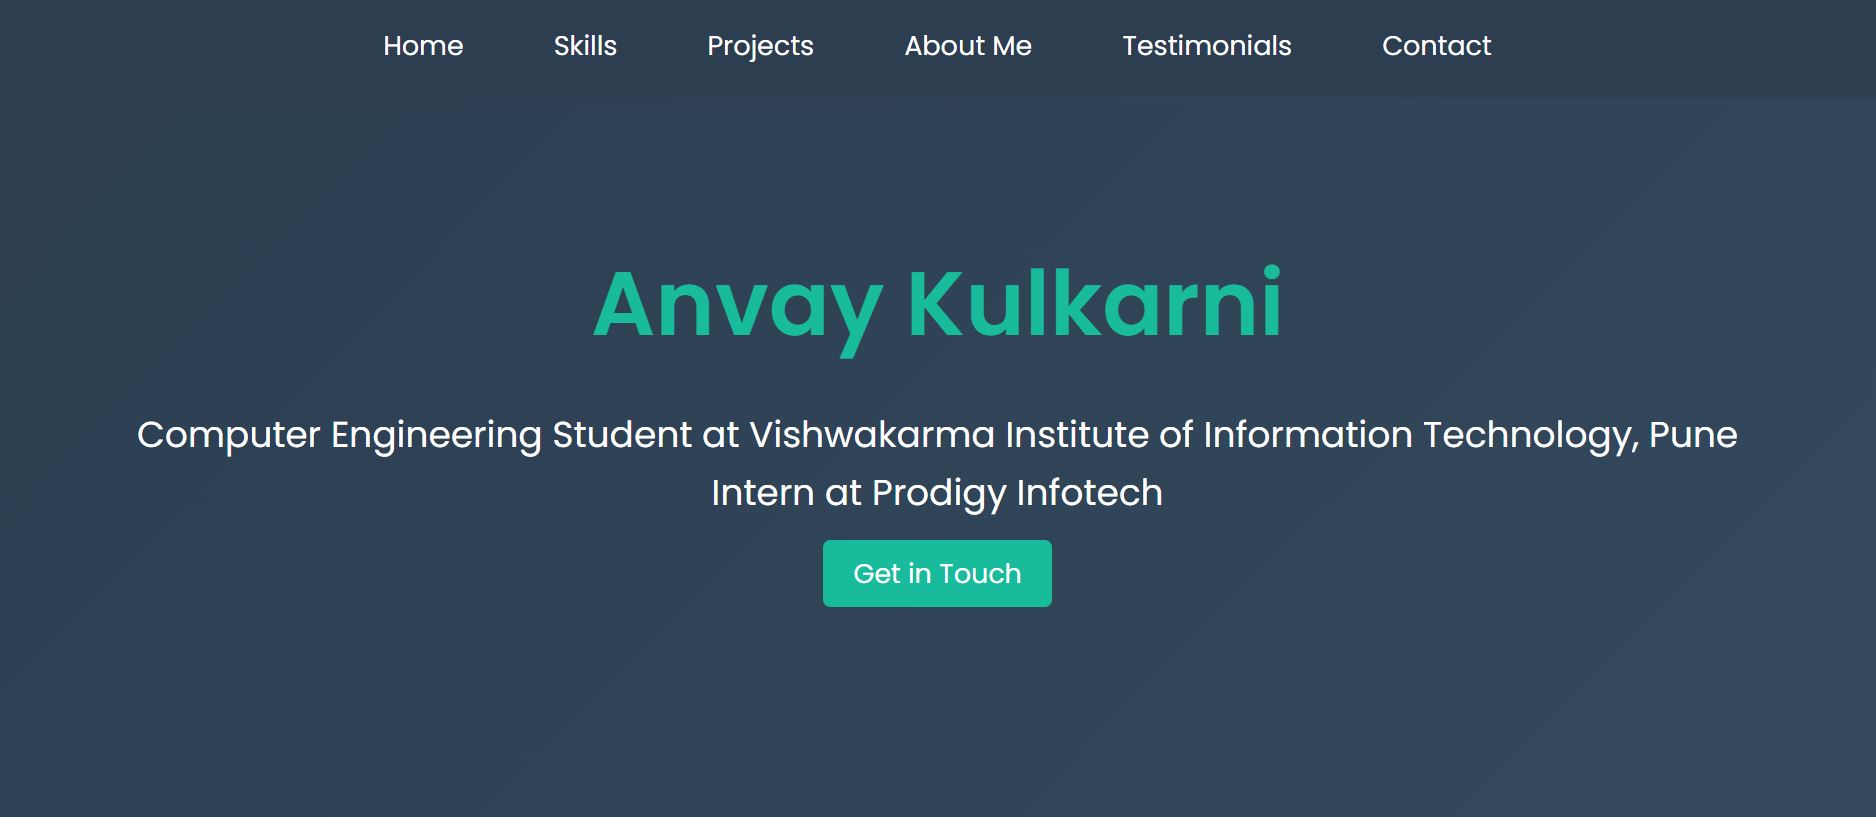 Home Skills Projects About Me Testimonials Contact
Anvay Kulkarni
Computer Engineering Student at Vishwakarma Institute of Information Technology, Pune
Intern at Prodigy Infotech
Get in Touch